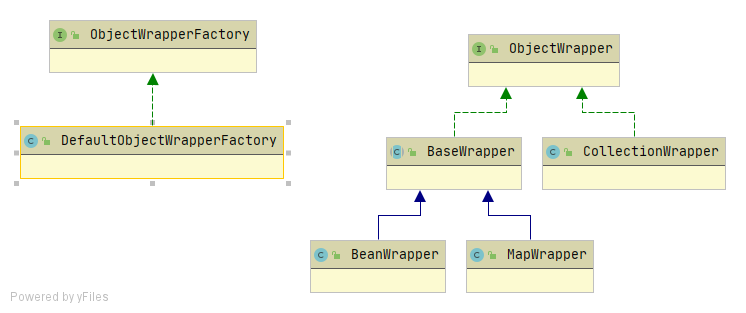 I ObjectWrapperFactory
C DefaultObjectWrapperFactory
I ObjectWrapper
C BaseWrapper
C CollectionWrapper
C BeanWrapper
C MapWrapper
Powered by yFiles